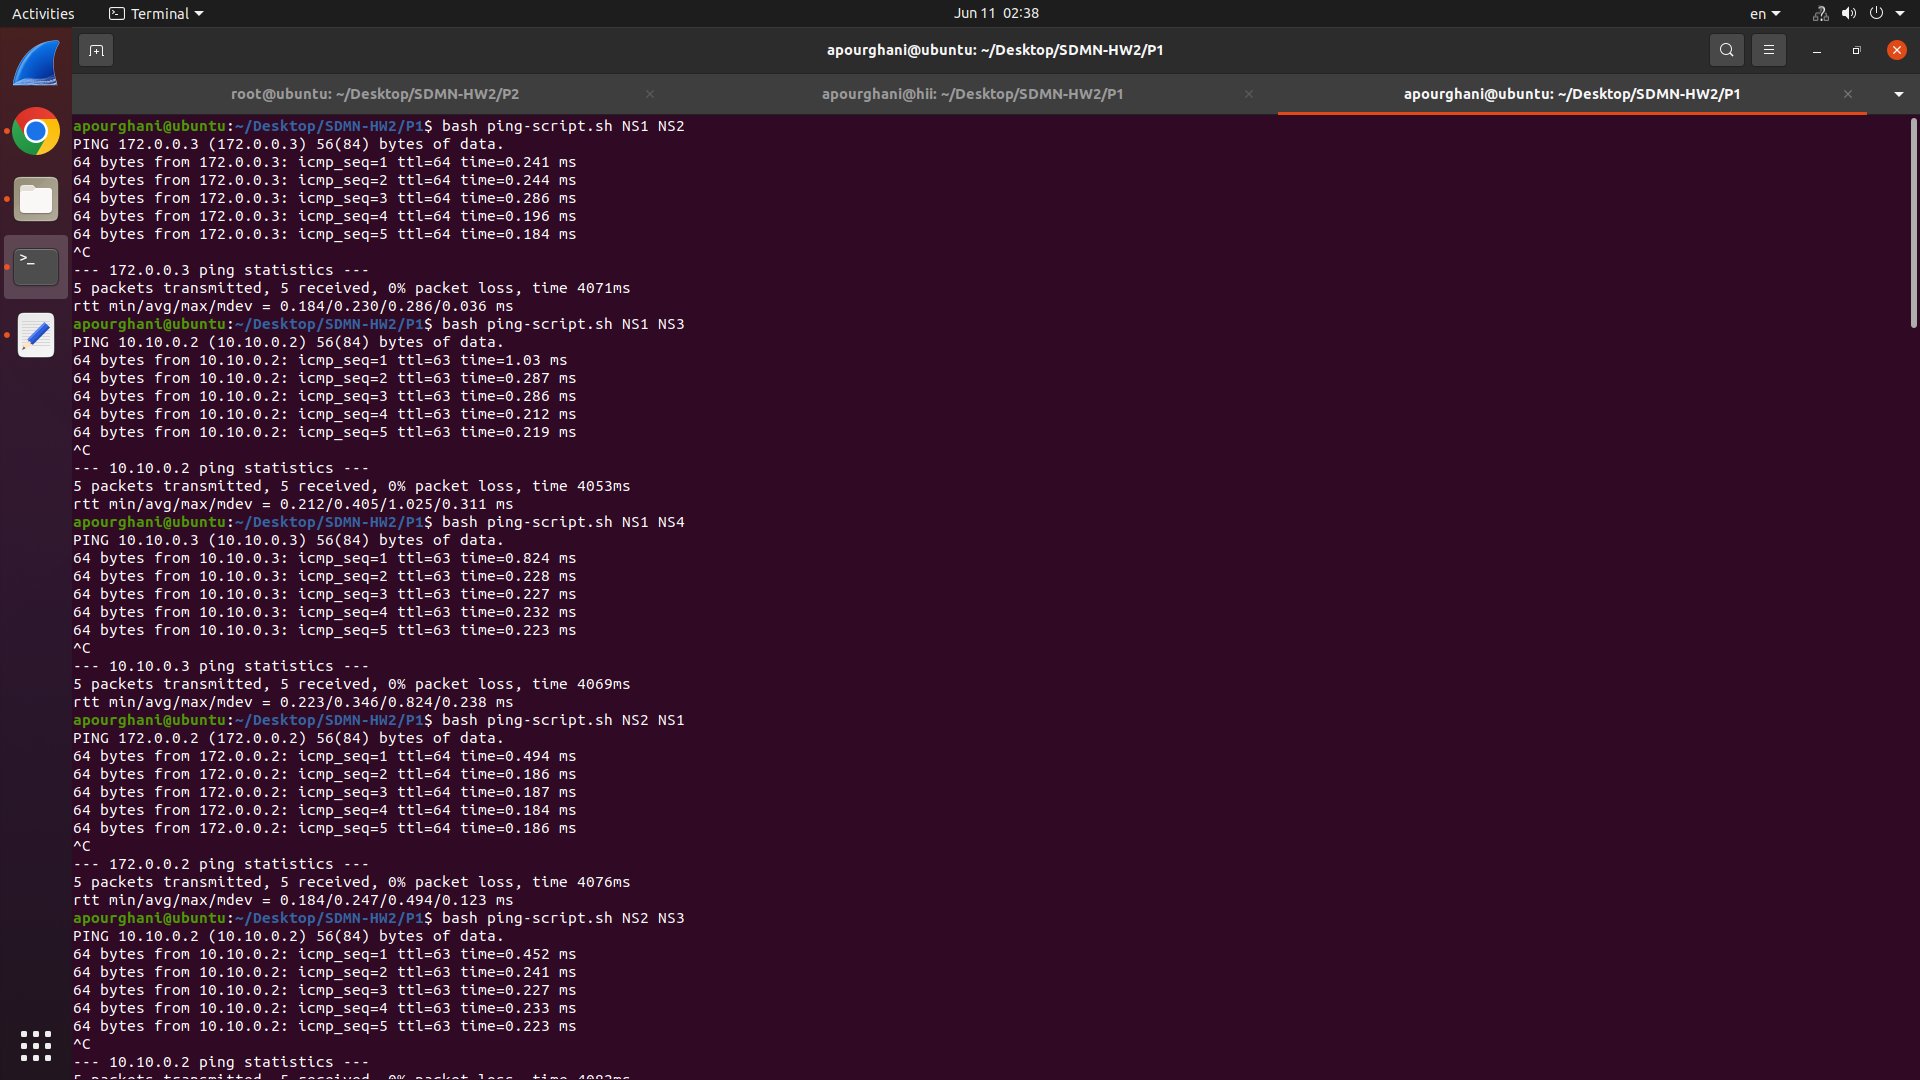 Activities Terminal Jun 11 02:38 en
apourghani@ubuntu: ~/Desktop/SDMN-HW2/P1
root@ubuntu: ~/Desktop/SDMN-HW2/P2 apourghani@hii: ~/Desktop/SDMN-HW2/P1 apourghani@ubuntu: ~/Desktop/SDMN-HW2/P1
apourghani@ubuntu:~/Desktop/SDMN-HW2/P1$ bash ping-script.sh NS1 NS2
PING 172.0.0.3 (172.0.0.3) 56(84) bytes of data.
64 bytes from 172.0.0.3: icmp_seq=1 ttl=64 time=0.241 ms
64 bytes from 172.0.0.3: icmp_seq=2 ttl=64 time=0.244 ms
64 bytes from 172.0.0.3: icmp_seq=3 ttl=64 time=0.286 ms
64 bytes from 172.0.0.3: icmp_seq=4 ttl=64 time=0.196 ms
64 bytes from 172.0.0.3: icmp_seq=5 ttl=64 time=0.184 ms
^C
--- 172.0.0.3 ping statistics ---
5 packets transmitted, 5 received, 0% packet loss, time 4071ms
rtt min/avg/max/mdev = 0.184/0.230/0.286/0.036 ms
apourghani@ubuntu:~/Desktop/SDMN-HW2/P1$ bash ping-script.sh NS1 NS3
PING 10.10.0.2 (10.10.0.2) 56(84) bytes of data.
64 bytes from 10.10.0.2: icmp_seq=1 ttl=63 time=1.03 ms
64 bytes from 10.10.0.2: icmp_seq=2 ttl=63 time=0.287 ms
64 bytes from 10.10.0.2: icmp_seq=3 ttl=63 time=0.286 ms
64 bytes from 10.10.0.2: icmp_seq=4 ttl=63 time=0.212 ms
64 bytes from 10.10.0.2: icmp_seq=5 ttl=63 time=0.219 ms
^C
--- 10.10.0.2 ping statistics ---
5 packets transmitted, 5 received, 0% packet loss, time 4053ms
rtt min/avg/max/mdev = 0.212/0.405/1.025/0.311 ms
apourghani@ubuntu:~/Desktop/SDMN-HW2/P1$ bash ping-script.sh NS1 NS4
PING 10.10.0.3 (10.10.0.3) 56(84) bytes of data.
64 bytes from 10.10.0.3: icmp_seq=1 ttl=63 time=0.824 ms
64 bytes from 10.10.0.3: icmp_seq=2 ttl=63 time=0.228 ms
64 bytes from 10.10.0.3: icmp_seq=3 ttl=63 time=0.227 ms
64 bytes from 10.10.0.3: icmp_seq=4 ttl=63 time=0.232 ms
64 bytes from 10.10.0.3: icmp_seq=5 ttl=63 time=0.223 ms
^C
--- 10.10.0.3 ping statistics ---
5 packets transmitted, 5 received, 0% packet loss, time 4069ms
rtt min/avg/max/mdev = 0.223/0.346/0.824/0.238 ms
apourghani@ubuntu:~/Desktop/SDMN-HW2/P1$ bash ping-script.sh NS2 NS1
PING 172.0.0.2 (172.0.0.2) 56(84) bytes of data.
64 bytes from 172.0.0.2: icmp_seq=1 ttl=64 time=0.494 ms
64 bytes from 172.0.0.2: icmp_seq=2 ttl=64 time=0.186 ms
64 bytes from 172.0.0.2: icmp_seq=3 ttl=64 time=0.187 ms
64 bytes from 172.0.0.2: icmp_seq=4 ttl=64 time=0.184 ms
64 bytes from 172.0.0.2: icmp_seq=5 ttl=64 time=0.186 ms
^C
--- 172.0.0.2 ping statistics ---
5 packets transmitted, 5 received, 0% packet loss, time 4076ms
rtt min/avg/max/mdev = 0.184/0.247/0.494/0.123 ms
apourghani@ubuntu:~/Desktop/SDMN-HW2/P1$ bash ping-script.sh NS2 NS3
PING 10.10.0.2 (10.10.0.2) 56(84) bytes of data.
64 bytes from 10.10.0.2: icmp_seq=1 ttl=63 time=0.452 ms
64 bytes from 10.10.0.2: icmp_seq=2 ttl=63 time=0.241 ms
64 bytes from 10.10.0.2: icmp_seq=3 ttl=63 time=0.227 ms
64 bytes from 10.10.0.2: icmp_seq=4 ttl=63 time=0.233 ms
64 bytes from 10.10.0.2: icmp_seq=5 ttl=63 time=0.223 ms
^C
--- 10.10.0.2 ping statistics ---
5 packets transmitted, 5 received, 0% packet loss, time